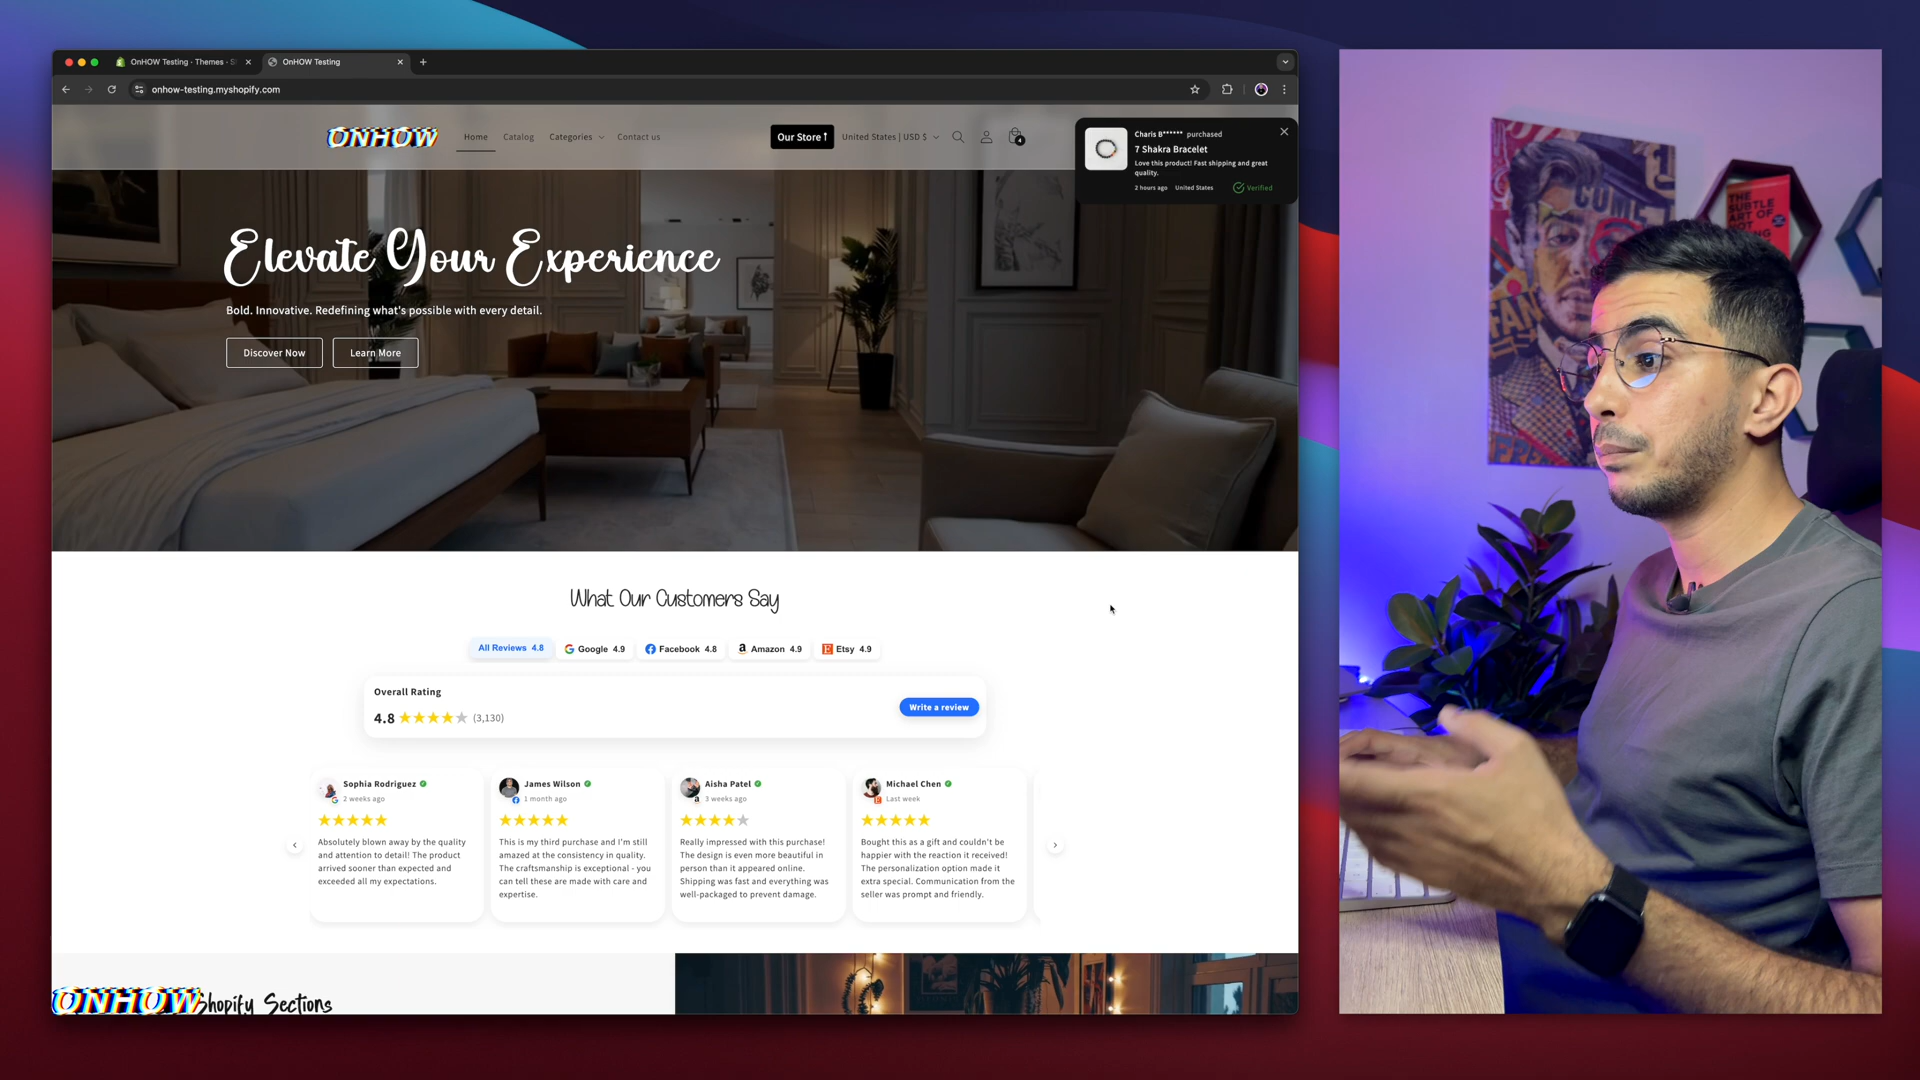 OnHOW Testing · Themes · S
OnHOW Testing
onhow-testing.myshopify.com
ONHOW
Home
Catalog
Categories
Contact us
Our Store
United States | USD $
4
Charis B****** purchased
7 Shakra Bracelet
Love this product! Fast shipping and great
quality.
2 hours ago United States Verified
Elevate Your Experience
Bold. Innovative. Redefining what's possible with every detail.
Discover Now
Learn More
What Our Customers Say
All Reviews 4.8
Google 4.9
Facebook 4.8
Amazon 4.9
Etsy 4.9
Overall Rating
4.8 ★★★★★ (3,130)
Write a review
Sophia Rodriguez
2 weeks ago
Absolutely blown away by the quality
and attention to detail! The product
arrived sooner than expected and
exceeded all my expectations.
James Wilson
1 month ago
This is my third purchase and I'm still
amazed at the consistency in quality.
The craftsmanship is exceptional - you
can tell these are made with care and
expertise.
Aisha Patel
3 weeks ago
Really impressed with this purchase!
The design is even more beautiful in
person than it appeared online.
Shipping was fast and everything was
well-packaged to prevent damage.
Michael Chen
Last week
Bought this as a gift and couldn't be
happier with the reaction it received!
The personalization option made it
extra special. Communication from the
seller was prompt and friendly.
ONHOW Shopify Sections
COME
FAN
THE
SUBTLE
ART OF
NOT